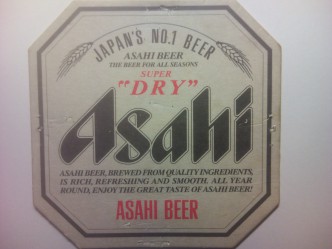 JAPAN'S NO.1 BEER
ASAHI BEER
THE BEER FOR ALL SEASONS
SUPER
"DRY"
Asahi
ASAHI BEER, BREWED FROM QUALITY INGREDIENTS,
IS RICH, REFRESHING AND SMOOTH. ALL YEAR
ROUND, ENJOY THE GREAT TASTE OF ASAHI BEER!
ASAHI BEER